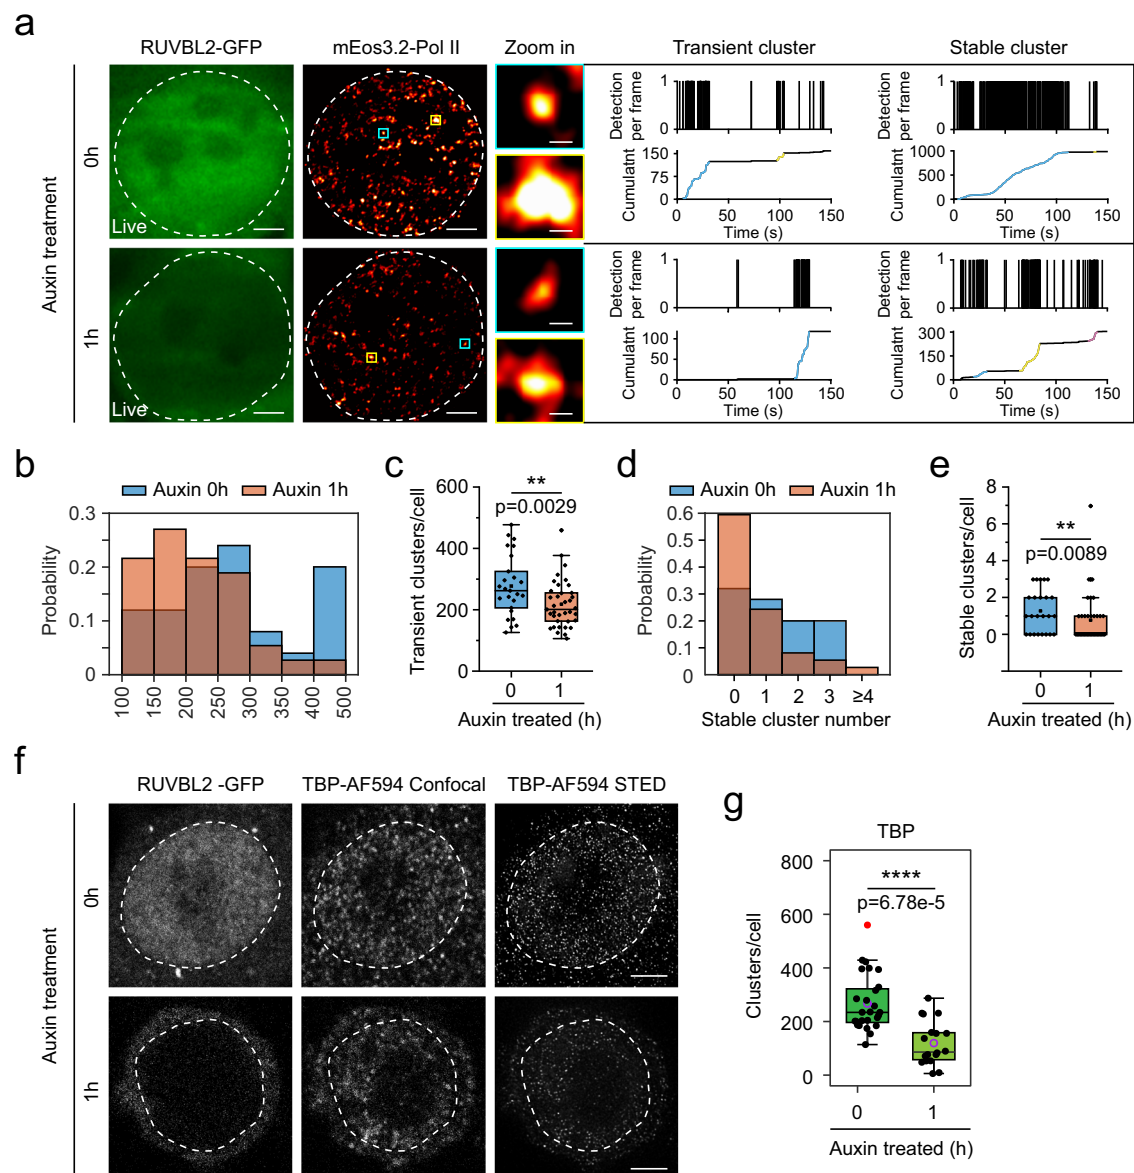 a
RUVBL2-GFP
mEos3.2-Pol II
Zoom in
Transient cluster
Stable cluster
Auxin treatment
0h
Live
Detection per frame
1
0
Cumulatnt
150
75
0
0 50 100 150
Time (s)
Detection per frame
1
0
Cumulatnt
1000
500
0
0 50 100 150
Time (s)
1h
Live
Detection per frame
1
0
Cumulatnt
100
50
0
0 50 100 150
Time (s)
Detection per frame
1
0
Cumulatnt
300
150
0
0 50 100 150
Time (s)
b
Auxin 0h Auxin 1h
Probability
0.3
0.2
0.1
0
100 150 200 250 300 350 400 500
c
Transient clusters/cell
600
400
200
0
**
p=0.0029
0 1
Auxin treated (h)
d
Auxin 0h Auxin 1h
Probability
0.6
0.4
0.2
0
0 1 2 3 ≥4
Stable cluster number
e
Stable clusters/cell
8
6
4
2
0
**
p=0.0089
0 1
Auxin treated (h)
f
RUVBL2 -GFP
TBP-AF594 Confocal
TBP-AF594 STED
Auxin treatment
0h
1h
g
TBP
Clusters/cell
800
600
400
200
0
****
p=6.78e-5
0 1
Auxin treated (h)